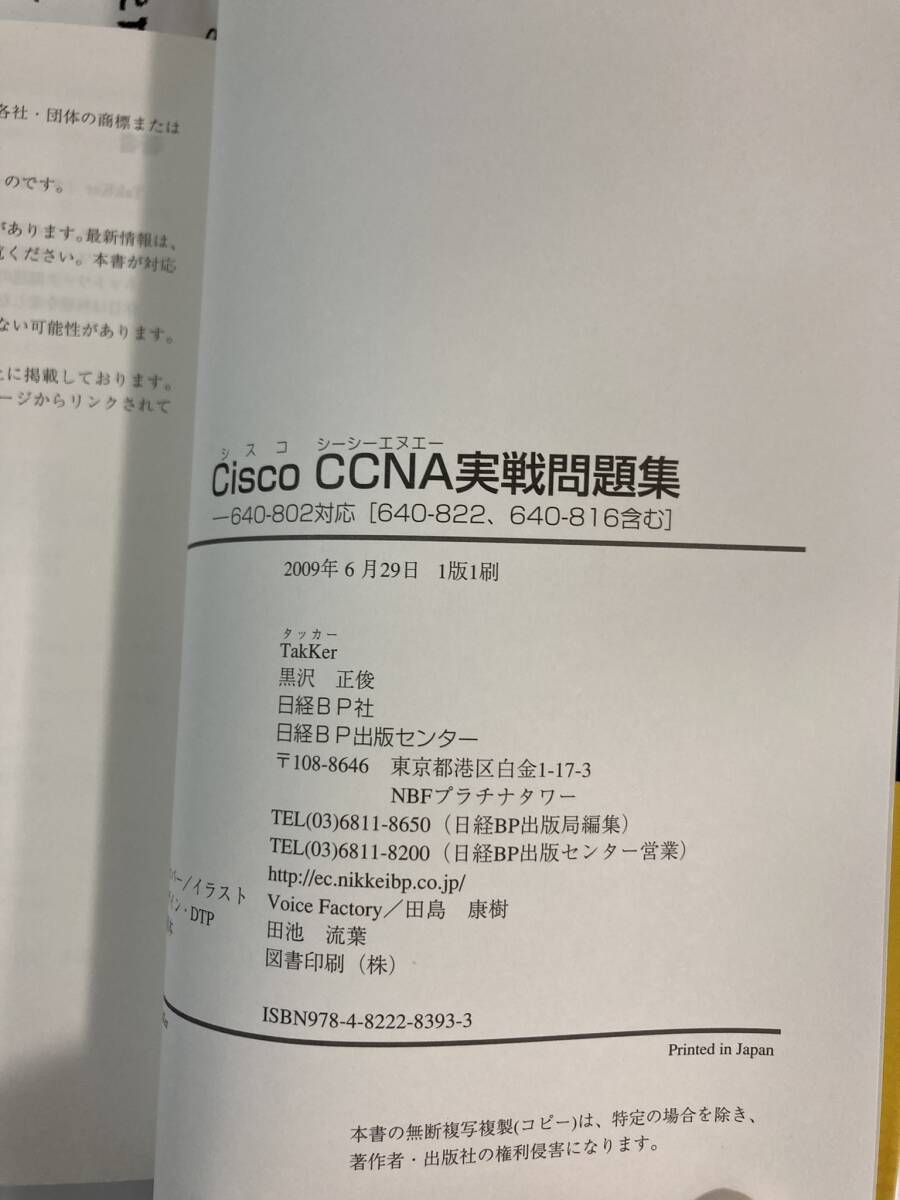 各社・団体の商標または
のです。
があります。最新情報は、
ください。本書が対応
ない可能性があります。
に掲載しております。
ージからリンクされて
シスコ シーシーエヌエー
Cisco CCNA実戦問題集
—640-802対応［640-822、640-816含む］
2009年6月29日 1版1刷
タッカー
TakKer
黒沢 正俊
日経BP社
日経BP出版センター
〒108-8646 東京都港区白金1-17-3
NBFプラチナタワー
TEL(03)6811-8650（日経BP出版局編集）
TEL(03)6811-8200（日経BP出版センター営業）
http://ec.nikkeibp.co.jp/
バー／イラスト Voice Factory／田島 康樹
イン・DTP 田池 流葉
図書印刷（株）
ISBN978-4-8222-8393-3
Printed in Japan
本書の無断複写複製(コピー)は、特定の場合を除き、
著作者・出版社の権利侵害になります。